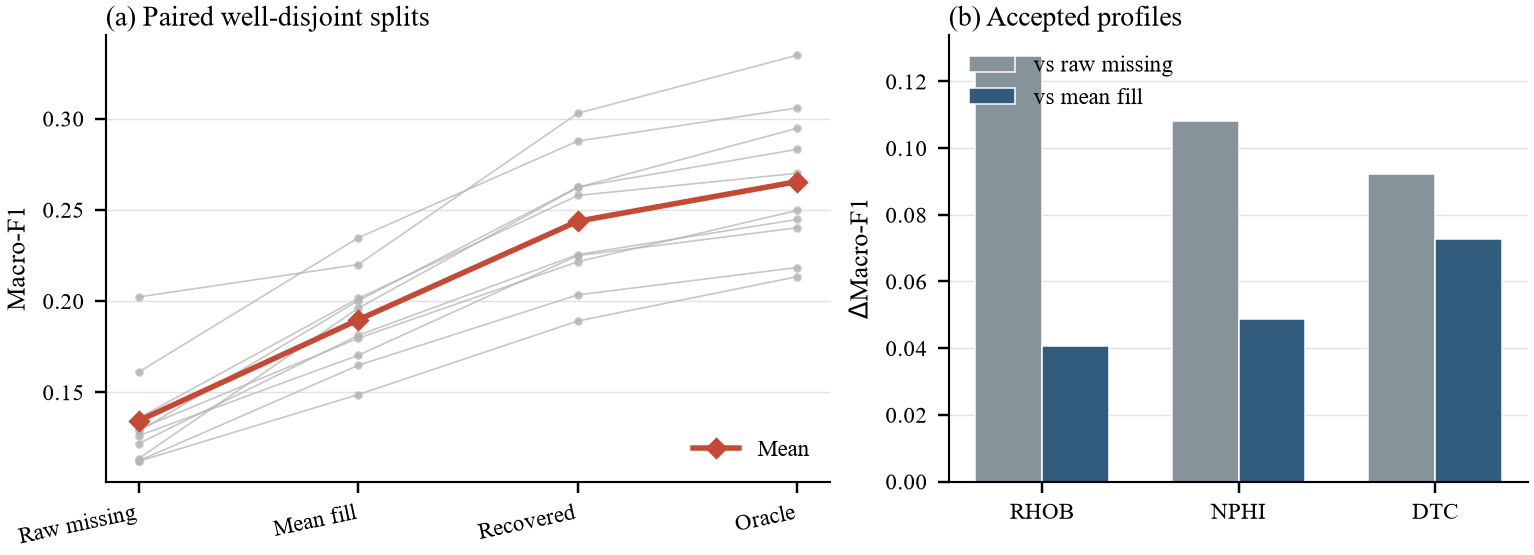 (a) Paired well-disjoint splits
Macro-F1
0.30
0.25
0.20
0.15
Mean
Raw missing
Mean fill
Recovered
Oracle
(b) Accepted profiles
ΔMacro-F1
0.12
0.10
0.08
0.06
0.04
0.02
0.00
vs raw missing
vs mean fill
RHOB
NPHI
DTC